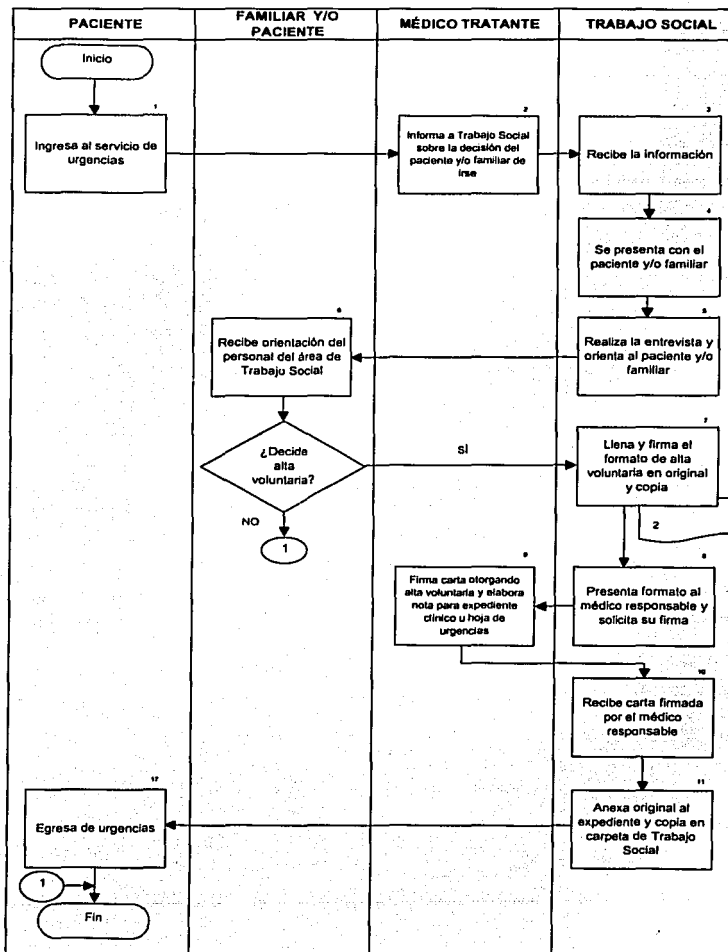 PACIENTE
FAMILIAR Y/O
PACIENTE
MÉDICO TRATANTE
TRABAJO SOCIAL
Inicio
1
Ingresa al servicio de
urgencias
2
Informa a Trabajo Social
sobre la decisión del
paciente y/o familiar de
irse
3
Recibe la información
4
Se presenta con el
paciente y/o familiar
5
Realiza la entrevista y
orienta al paciente y/o
familiar
6
Recibe orientación del
personal del área de
Trabajo Social
¿Decide
alta
voluntaria?
SÍ
NO
1
7
Llena y firma el
formato de alta
voluntaria en original
y copia
2
8
Presenta formato al
médico responsable y
solicita su firma
9
Firma carta otorgando
alta voluntaria y elabora
nota para expediente
clínico u hoja de
urgencias
10
Recibe carta firmada
por el médico
responsable
11
Anexa original al
expediente y copia en
carpeta de Trabajo
Social
12
Egresa de urgencias
1
Fin